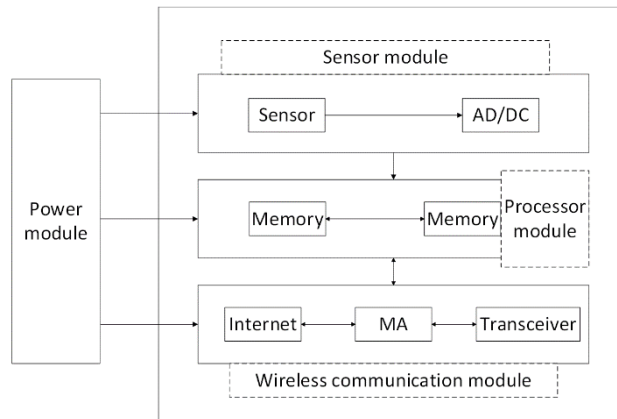 Sensor module
Sensor
AD/DC
Power
module
Memory
Memory
Processor
module
Internet
MA
Transceiver
Wireless communication module